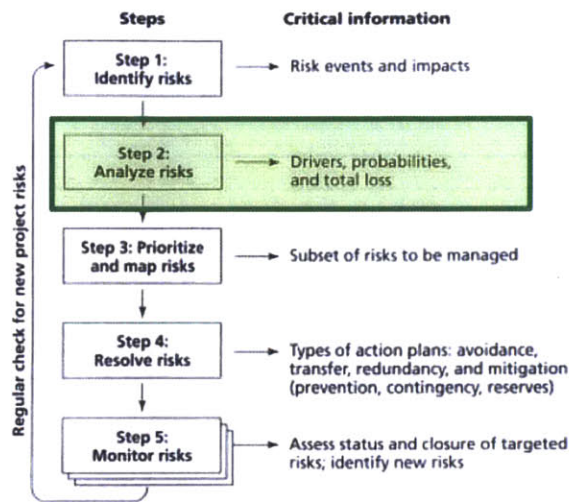 Steps
Critical information
Step 1:
Identify risks
Risk events and impacts
Step 2:
Analyze risks
Drivers, probabilities,
and total loss
Step 3: Prioritize
and map risks
Subset of risks to be managed
Step 4:
Resolve risks
Types of action plans: avoidance,
transfer, redundancy, and mitigation
(prevention, contingency, reserves)
Step 5:
Monitor risks
Assess status and closure of targeted
risks; identify new risks
Regular check for new project risks